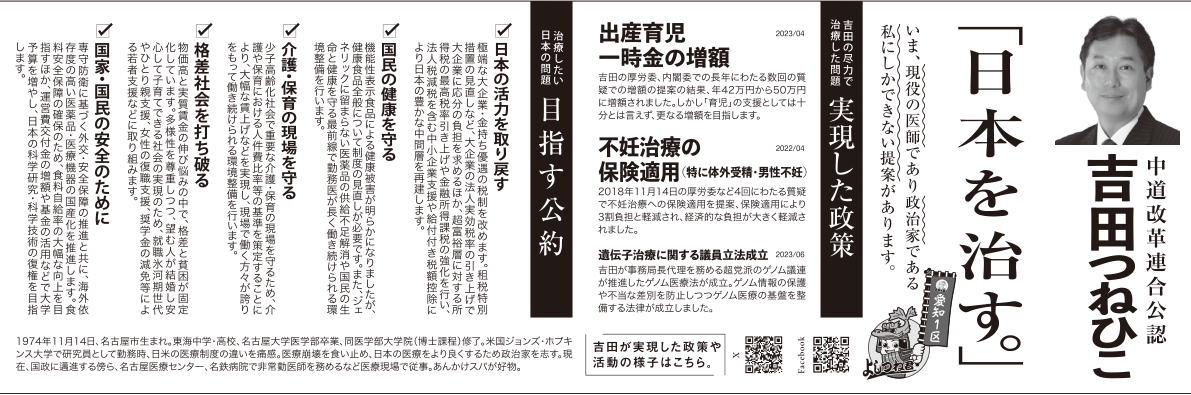 中道改革連合公認
吉田つねひこ
「日本を治す。」
いま、現役の医師であり政治家である
私にしかできない提案があります。
愛知1区
よしつね君
吉田の尽力で
治療した問題
実現した政策
出産育児
一時金の増額
2023/04
吉田の厚労委、内閣委での長年にわたる数回の質
疑での増額の提案の結果、年42万円から50万円
に増額されました。しかし「育児」の支援としては十
分とは言えず、更なる増額を目指します。
不妊治療の
2022/04
保険適用(特に体外受精・男性不妊)
2018年11月14日の厚労委など4回にわたる質疑
で不妊治療への保険適用を提案、保険適用により
3割負担と軽減され、経済的な負担が大きく軽減さ
れました。
遺伝子治療に関する議員立法成立
2023/06
吉田が事務局長代理を務める超党派のゲノム議連
が推進したゲノム医療法が成立。ゲノム情報の保護
や不当な差別を防止しつつゲノム医療の基盤を整
備する法律が成立しました。
吉田が実現した政策や
活動の様子はこちら。
X
Facebook
治療したい
日本の問題
目指す公約
日本の活力を取り戻す
極端な大企業・金持ち優遇の税制を改めます。租税特別
措置の見直しなど、大企業の法人実効税率の引き上げで
大企業に応分の負担を求めるほか、超富裕層に対する所
得税の最高税率引き上げや金融所得課税の強化を行い、
法人税減税を含む中小企業支援や給付付き税額控除に
より日本の豊かな中間層を再建します。
国民の健康を守る
機能性表示食品による健康被害が明らかになりましたが、
健康食品全般について制度の見直しが必要です。また、ジェ
ネリックに留まらない医薬品の供給不足解消や国民の生
命と健康を守る最前線で勤務医が長く働き続けられる環
境整備を行います。
介護・保育の現場を守る
少子高齢化社会で重要な介護・保育の現場を守るため、介
護や保育における人件費比率等の基準を策定することに
より、大幅な賃上げなどを実現し、現場で働く方々が誇り
をもって働き続けられる環境整備を行います。
格差社会を打ち破る
物価高と実質賃金の伸び悩みの中で、格差と貧困が固定
化しています。多様性を尊重しつつ、望む人が結婚し安
心して子育てできる社会の実現のため、就職氷河期世代
やひとり親支援、女性の復職支援、奨学金の減免等によ
る若者支援などに取り組みます。
国家・国民の安全のために
専守防衛に基づく外交・安全保障の推進と共に、海外依
存度の高い医薬品・医療機器の国産化を推進します。食
料安全保障の確保のため、食料自給率の大幅な向上を目
指すほか、運営費交付金の増額や基金の活用などで大学
予算を増やし、日本の科学研究・科学技術の復権を目指
します。
1974年11月14日、名古屋市生まれ。東海中学・高校、名古屋大学医学部卒業、同医学部大学院(博士課程)修了。米国ジョンズ・ホプキ
ンス大学で研究員として勤務時、日米の医療制度の違いを痛感。医療崩壊を食い止め、日本の医療をより良くするため政治家を志す。現
在、国政に邁進する傍ら、名古屋医療センター、名鉄病院で非常勤医師を務めるなど医療現場で従事。あんかけスパが好物。